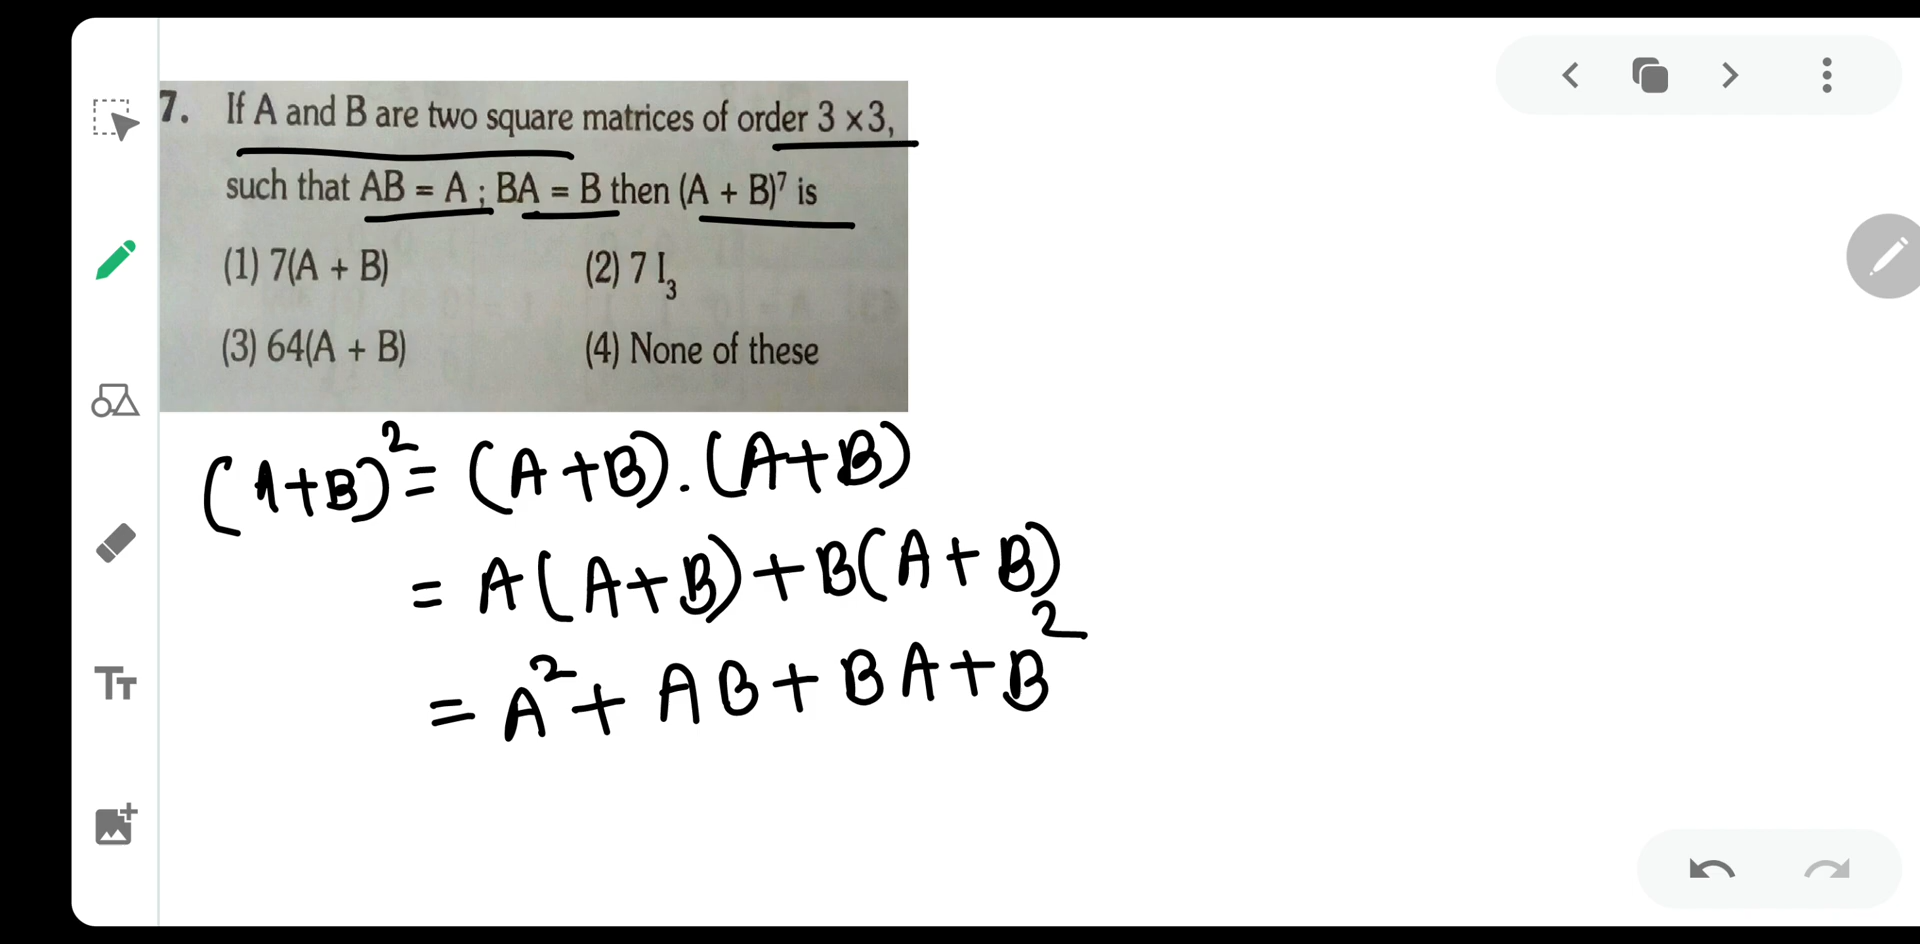 7. If A and B are two square matrices of order 3 ×3,
such that AB = A ; BA = B then (A + B)⁷ is
(1) 7(A + B) (2) 7 I₃
(3) 64(A + B) (4) None of these
(A+B)² = (A+B).(A+B)
= A(A+B)+B(A+B)
= A²+AB+BA+B²
TT